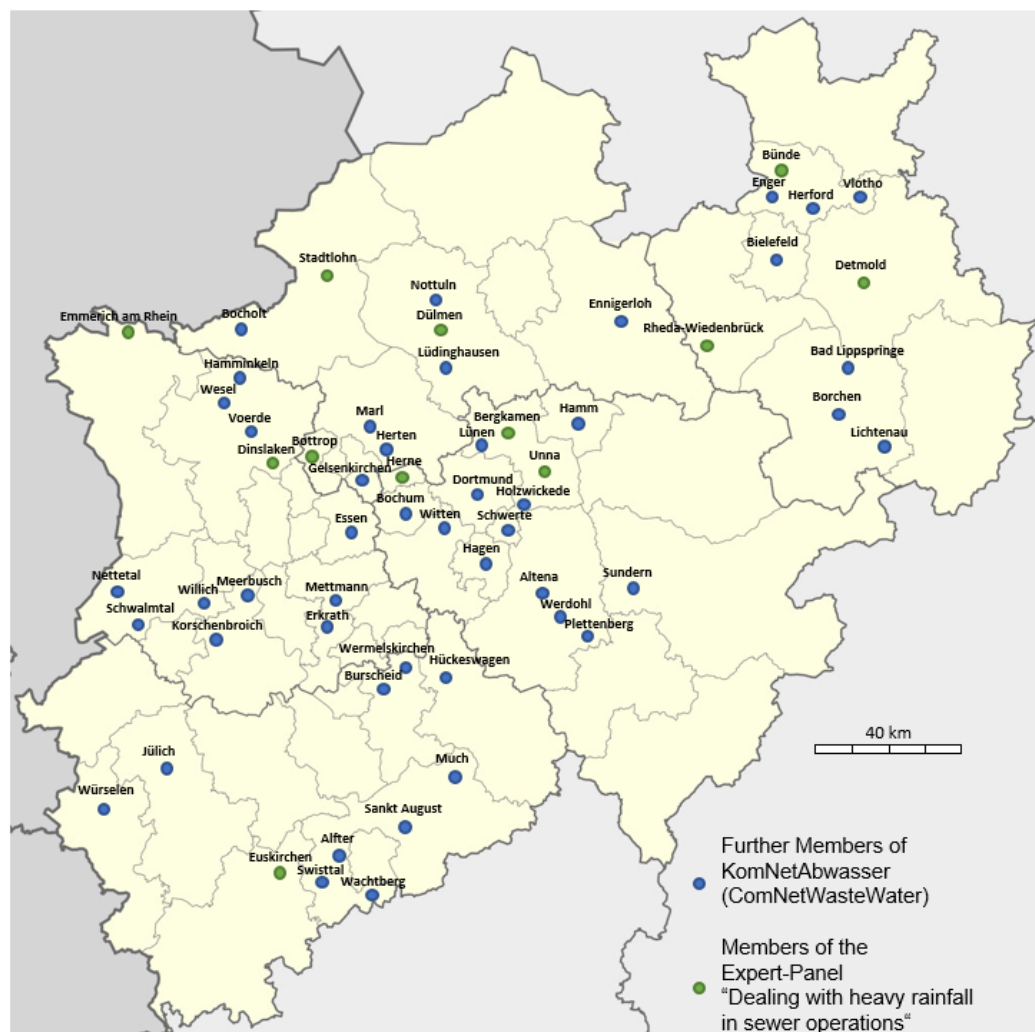 Bünde
Enger
Vlotho
Herford
Bielefeld
Stadtlohn
Detmold
Nottuln
Ennigerloh
Dülmen
Emmerich am Rhein
Bocholt
Rheda-Wiedenbrück
Lüdinghausen
Bad Lippspringe
Hamminkeln
Wesel
Borchen
Voerde
Marl
Bergkamen
Hamm
Lünen
Lichtenau
Herten
Bottrop
Dinslaken
Herne
Unna
Gelsenkirchen
Dortmund
Holzwickede
Bochum
Witten
Schwerte
Essen
Hagen
Nettetal
Willich
Meerbusch
Mettmann
Altena
Sundern
Schwalmtal
Erkrath
Werdohl
Korschenbroich
Plettenberg
Wermelskirchen
Hückeswagen
Burscheid
40 km
Jülich
Much
Würselen
Sankt August
Alfter
Euskirchen
Swisttal
Wachtberg
Further Members of
KomNetAbwasser
(ComNetWasteWater)
Members of the
Expert-Panel
“Dealing with heavy rainfall
in sewer operations“